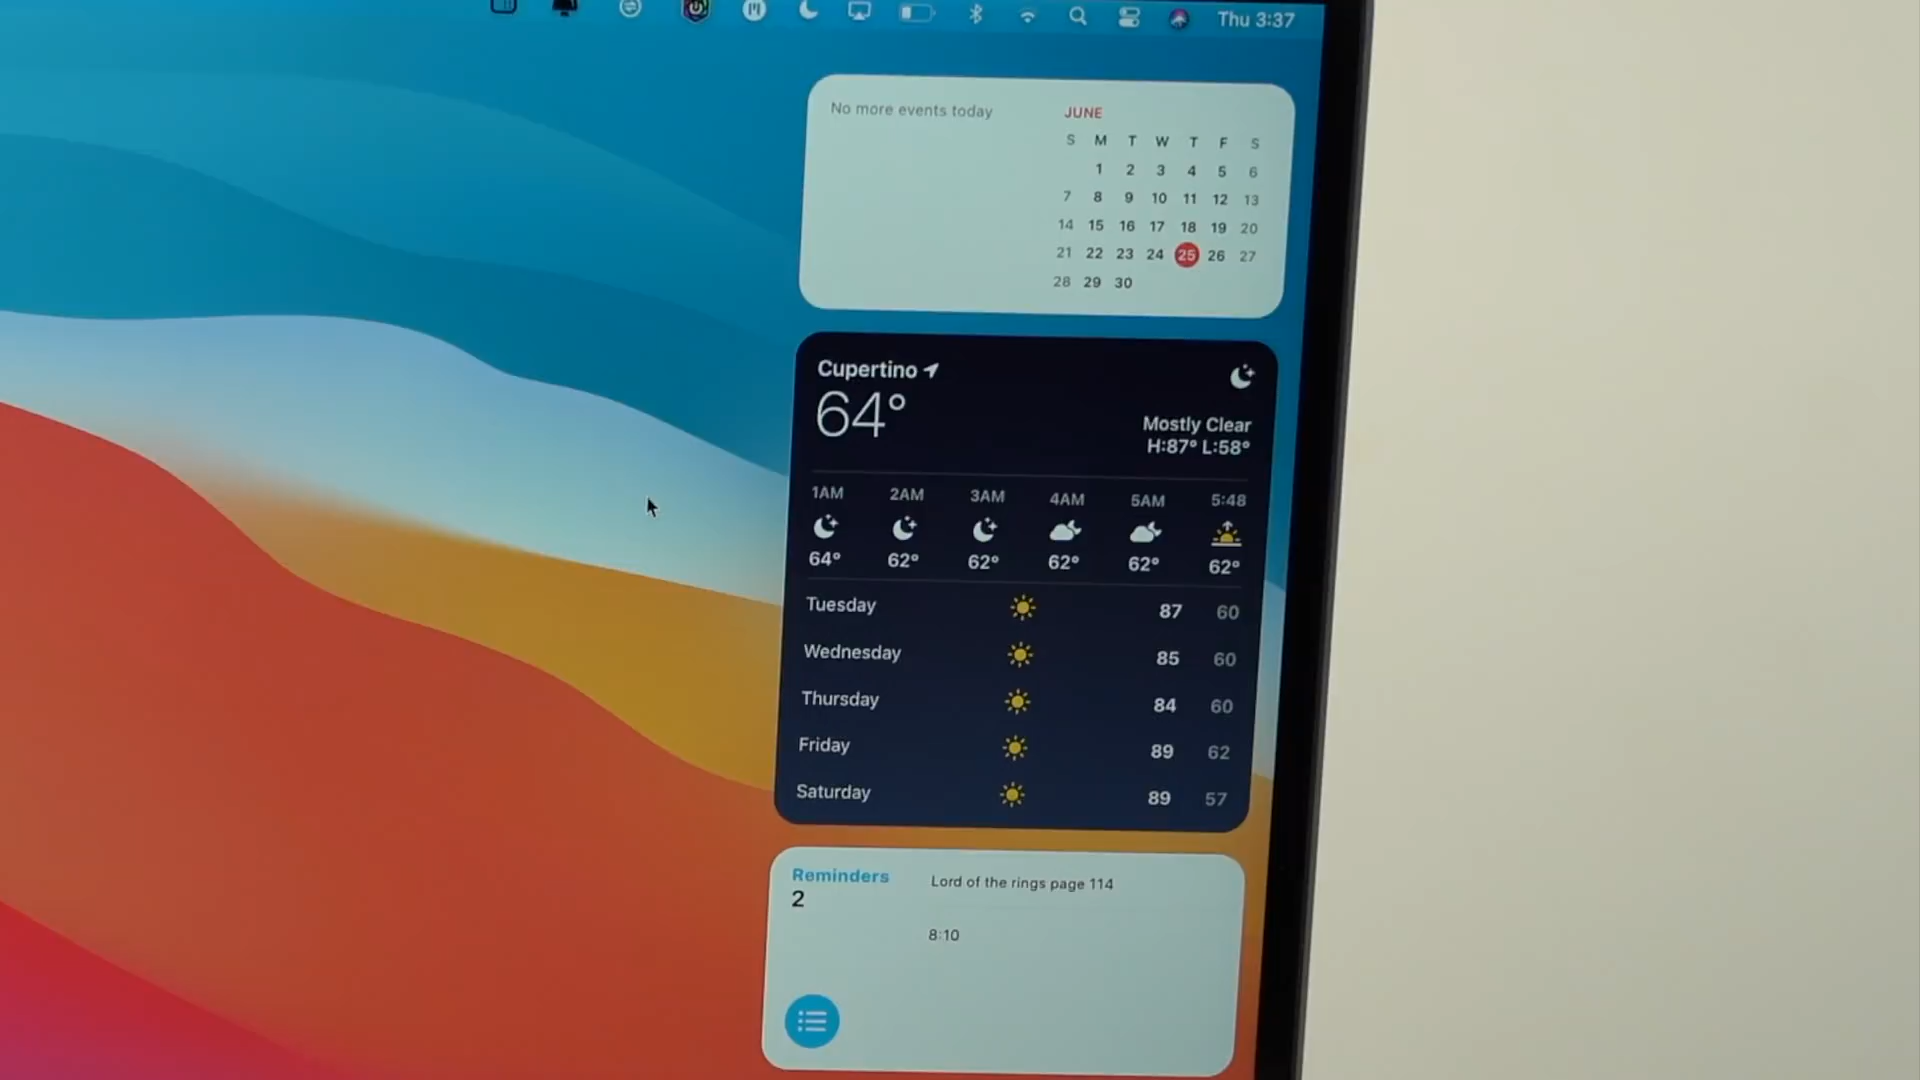 Thu 3:37
No more events today
JUNE
S M T W T F S
1 2 3 4 5 6
7 8 9 10 11 12 13
14 15 16 17 18 19 20
21 22 23 24 25 26 27
28 29 30
Cupertino
64°
Mostly Clear
H:87° L:58°
1AM 2AM 3AM 4AM 5AM 5:48
64° 62° 62° 62° 62° 62°
Tuesday 87 60
Wednesday 85 60
Thursday 84 60
Friday 89 62
Saturday 89 57
Reminders
2
Lord of the rings page 114
8:10